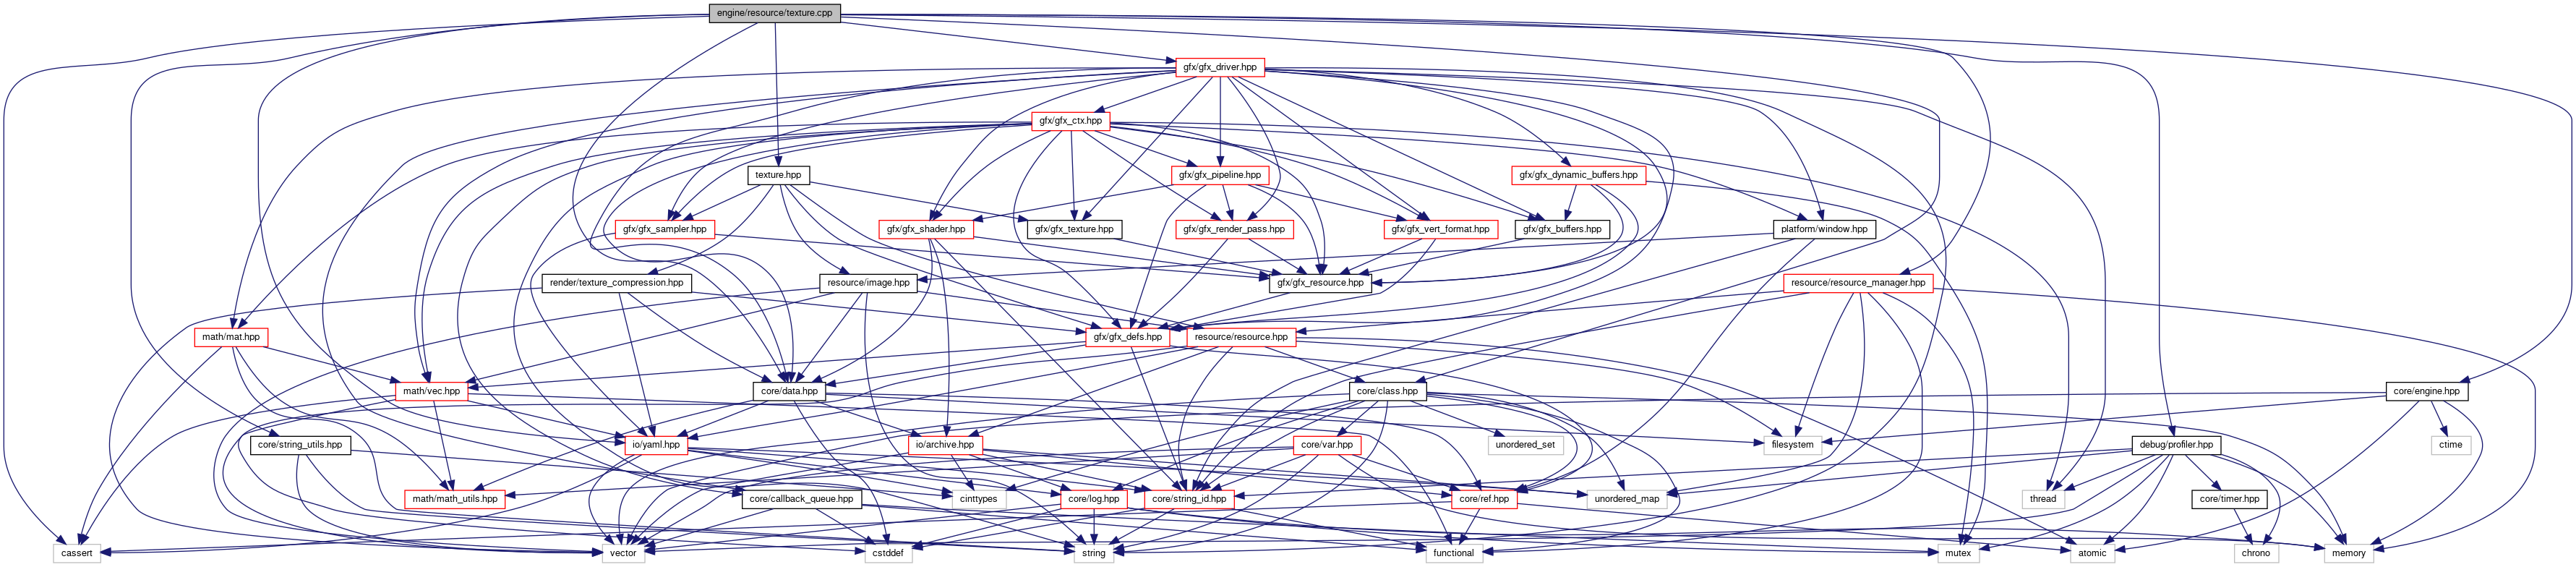 engine/resource/texture.cpp
gfx/gfx_driver.hpp
gfx/gfx_ctx.hpp
texture.hpp
gfx/gfx_pipeline.hpp
gfx/gfx_dynamic_buffers.hpp
gfx/gfx_sampler.hpp
gfx/gfx_shader.hpp
gfx/gfx_texture.hpp
gfx/gfx_render_pass.hpp
gfx/gfx_vert_format.hpp
gfx/gfx_buffers.hpp
platform/window.hpp
render/texture_compression.hpp
resource/image.hpp
gfx/gfx_resource.hpp
resource/resource_manager.hpp
math/mat.hpp
gfx/gfx_defs.hpp
resource/resource.hpp
math/vec.hpp
core/data.hpp
core/class.hpp
core/engine.hpp
core/string_utils.hpp
io/yaml.hpp
io/archive.hpp
core/var.hpp
unordered_set
filesystem
ctime
debug/profiler.hpp
math/math_utils.hpp
core/callback_queue.hpp
cinttypes
core/log.hpp
core/string_id.hpp
core/ref.hpp
unordered_map
thread
core/timer.hpp
cassert
vector
cstddef
string
functional
mutex
atomic
chrono
memory